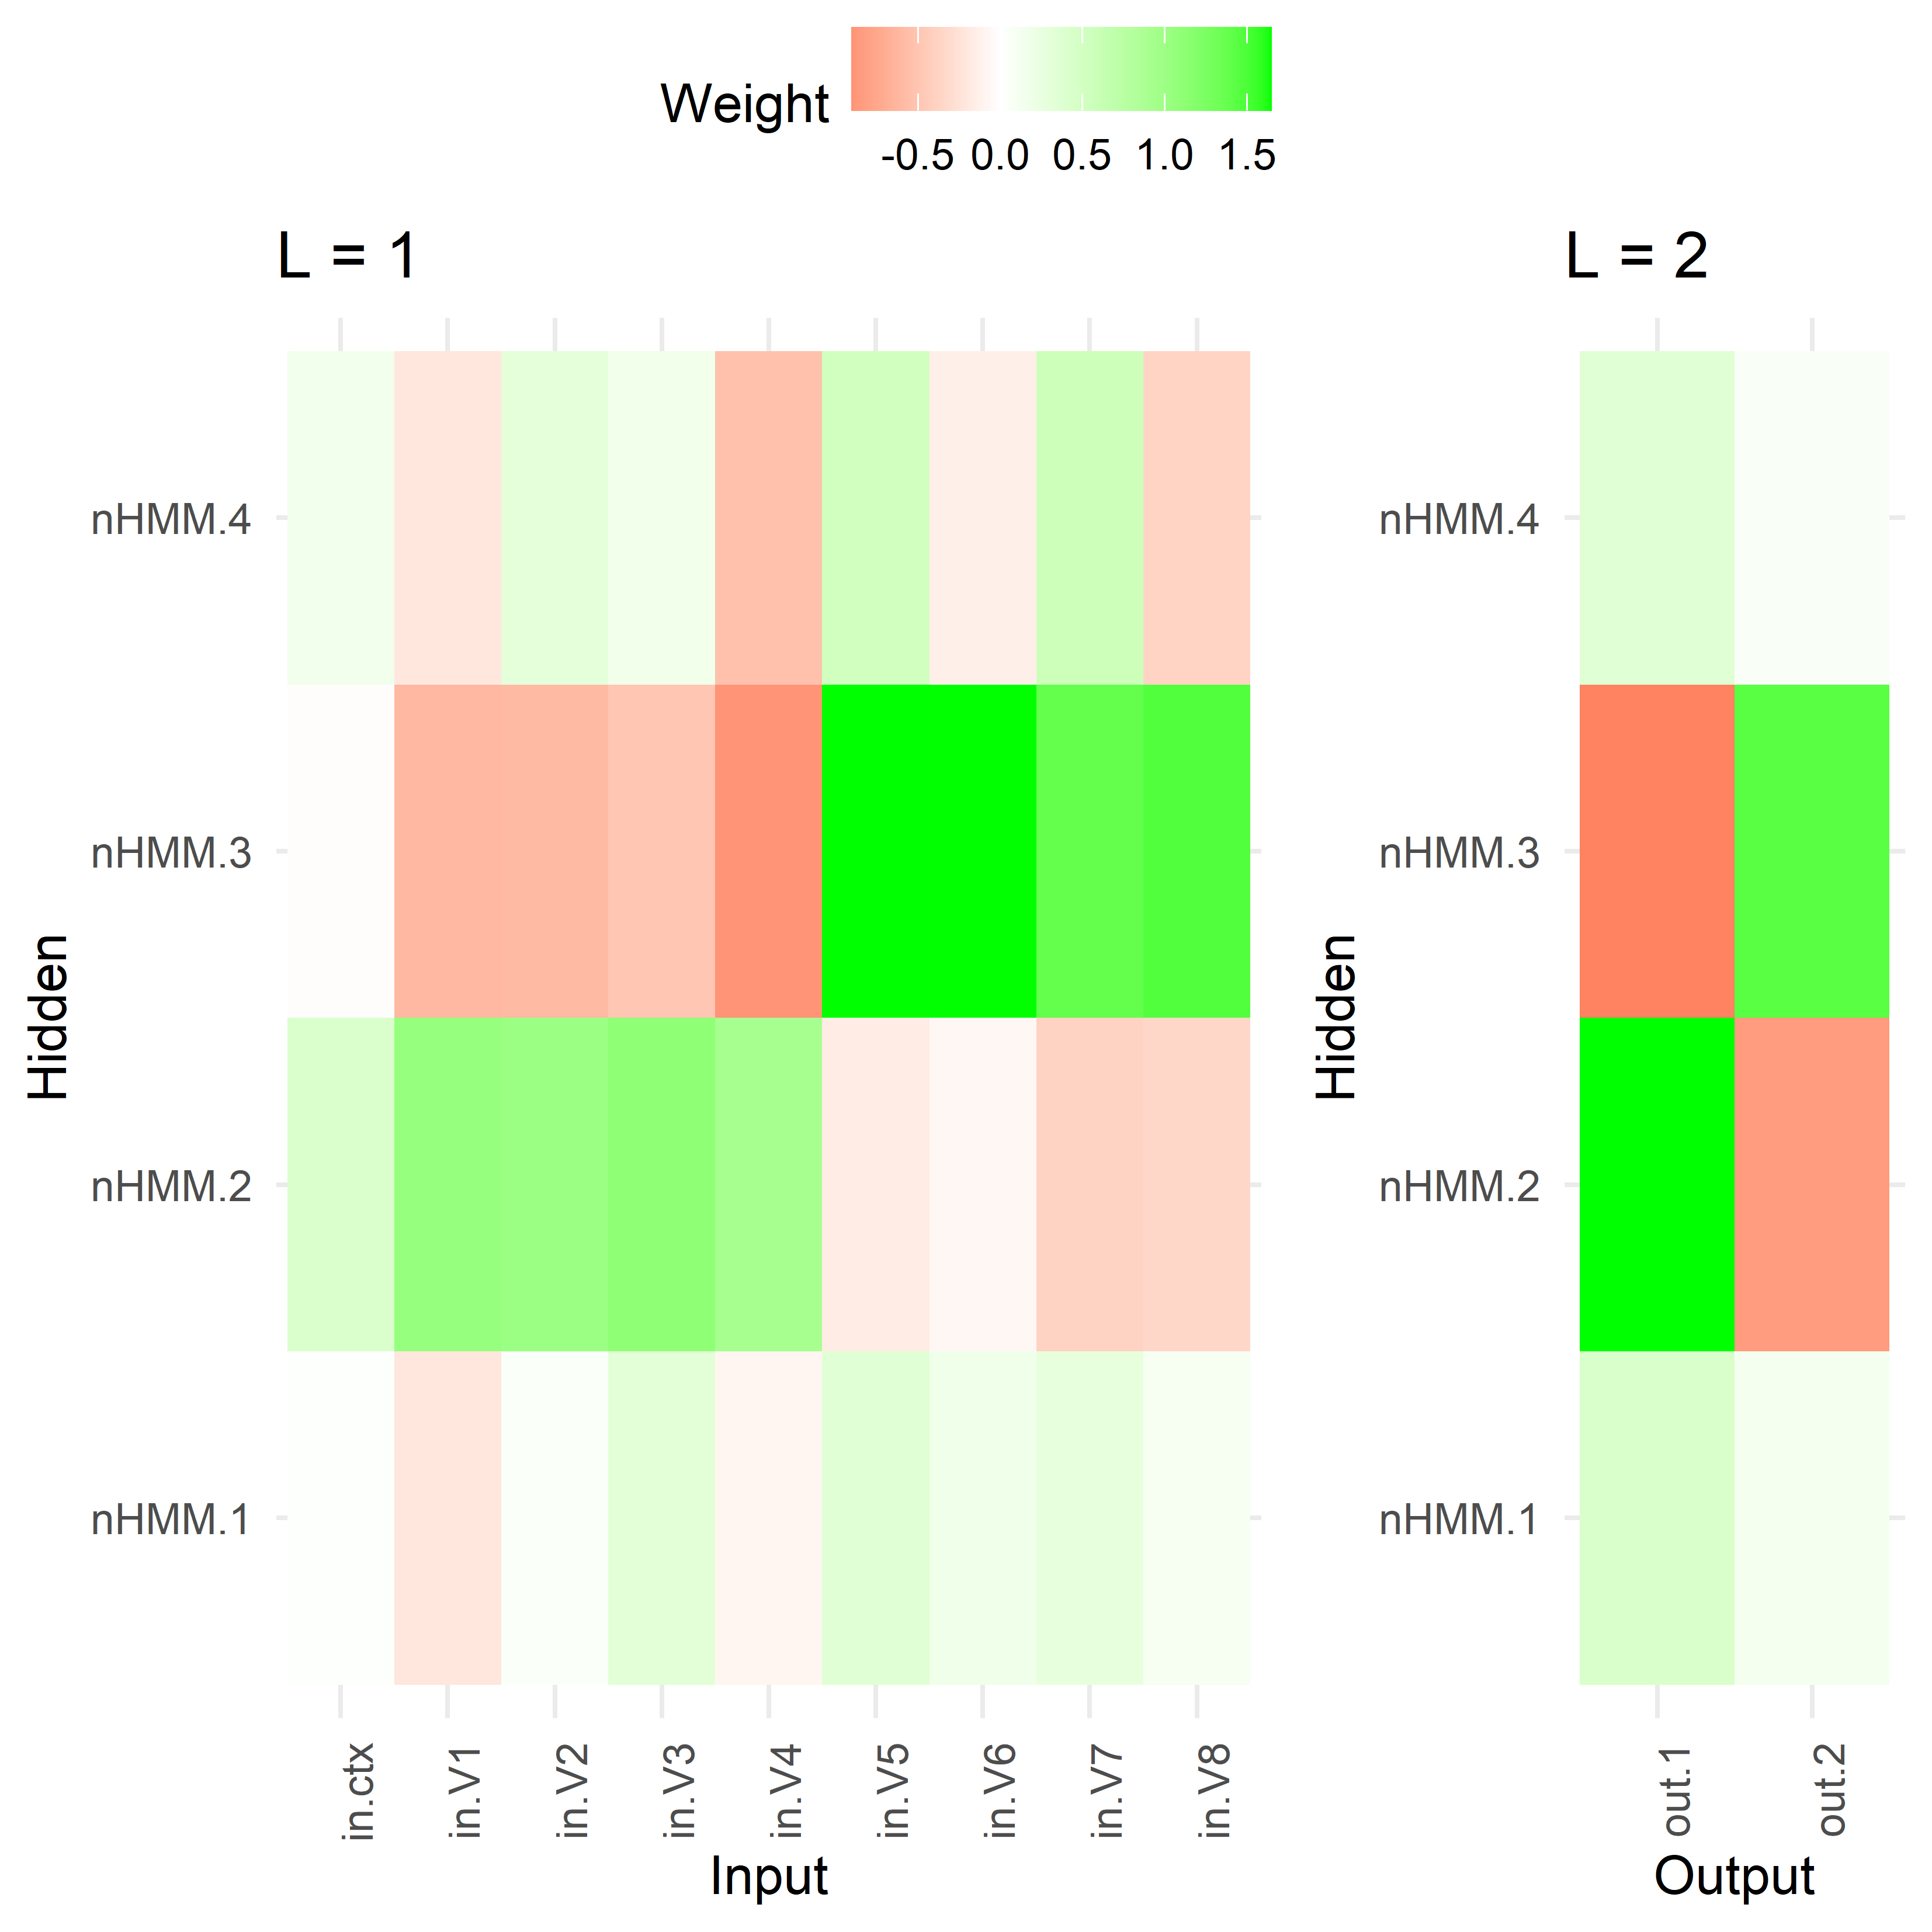 Weight
-0.5 0.0 0.5 1.0 1.5
L = 1
L = 2
Hidden
nHMM.4
nHMM.3
nHMM.2
nHMM.1
in.ctx in.V1 in.V2 in.V3 in.V4 in.V5 in.V6 in.V7 in.V8
Input
Hidden
nHMM.4
nHMM.3
nHMM.2
nHMM.1
out.1 out.2
Output